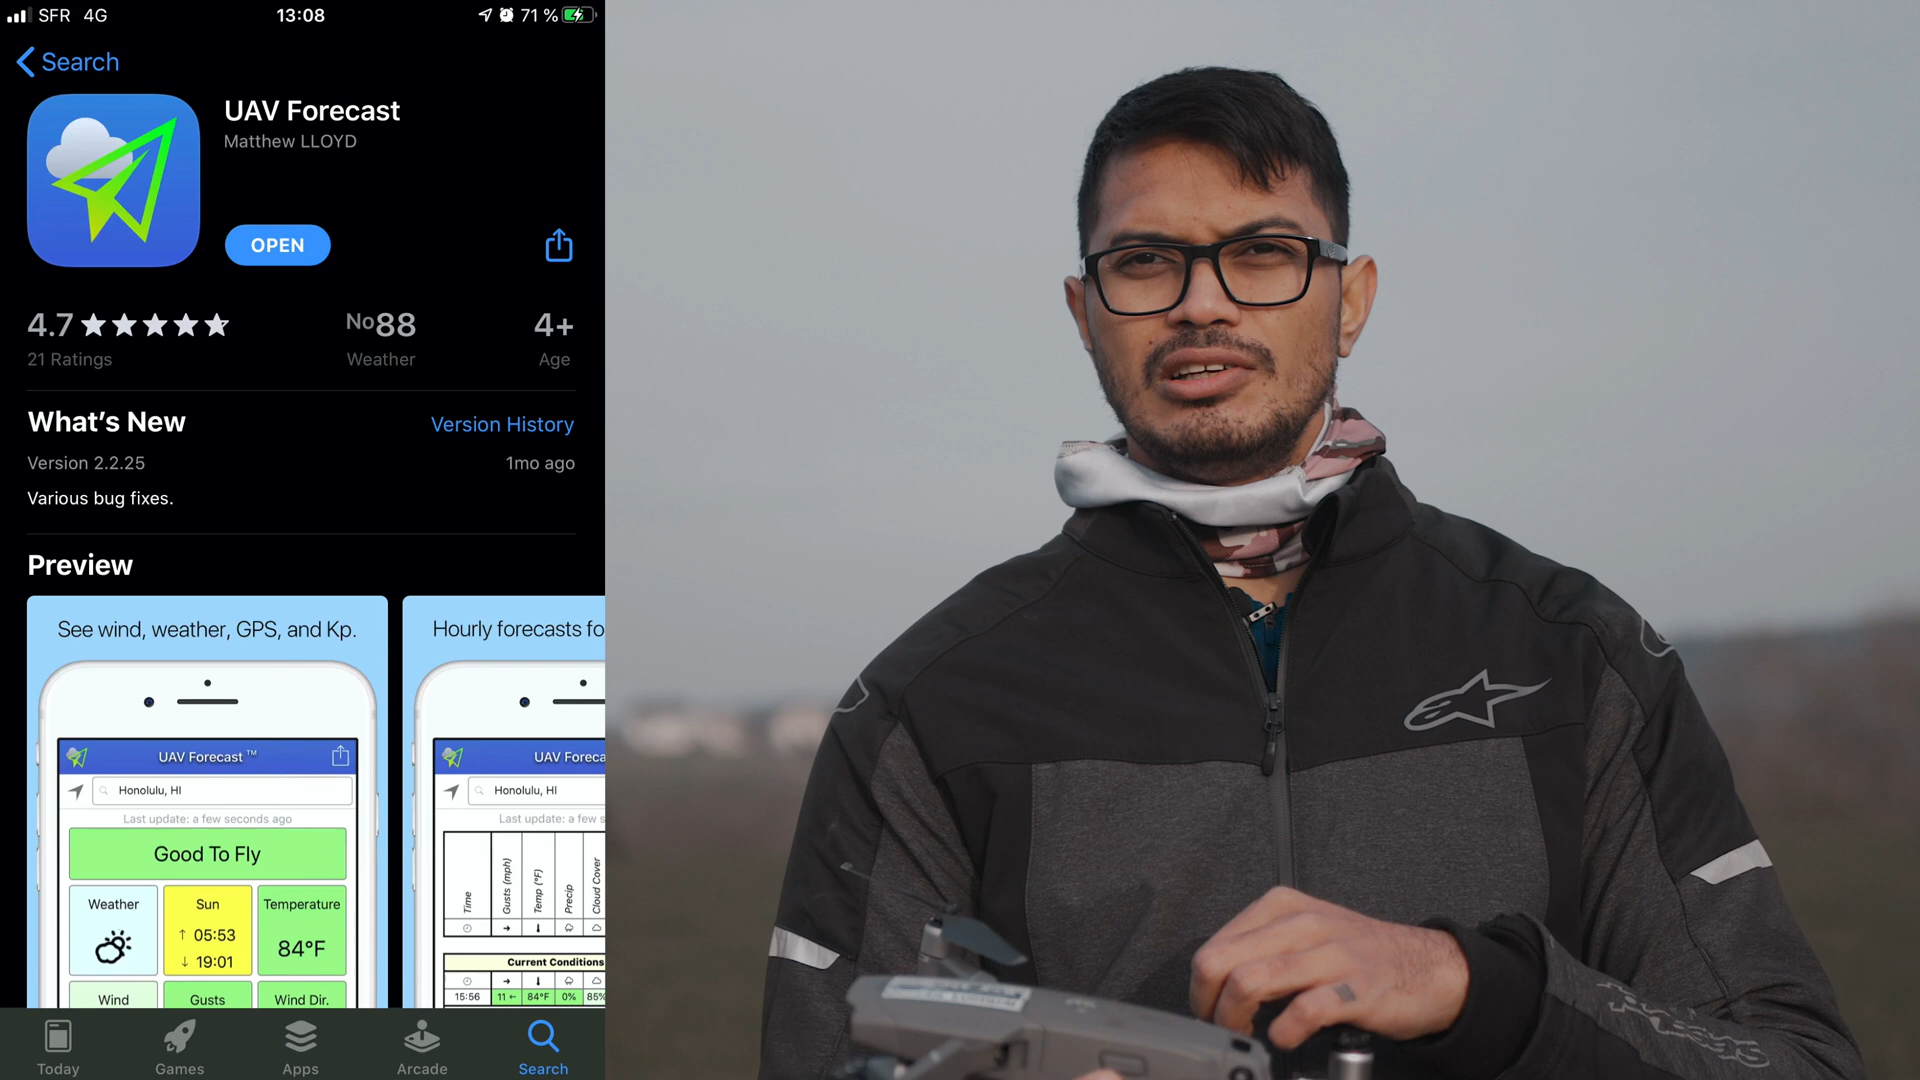 SFR 4G 13:08 71 %
Search
UAV Forecast
Matthew LLOYD
OPEN
4.7 No88 4+
21 Ratings Weather Age
What's New Version History
Version 2.2.25 1mo ago
Various bug fixes.
Preview
See wind, weather, GPS, and Kp.
UAV Forecast™
Honolulu, HI
Last update: a few seconds ago
Good To Fly
Weather Sun Temperature
↑ 05:53
↓ 19:01
84°F
Wind Gusts Wind Dir.
Hourly forecasts fo
UAV Foreca
Honolulu, HI
Last update: a few s
Time Gusts (mph) Temp (°F) Precip Cloud Cover
Current Conditions
15:56 11 ← 84°F 0% 85%
Today Games Apps Arcade Search